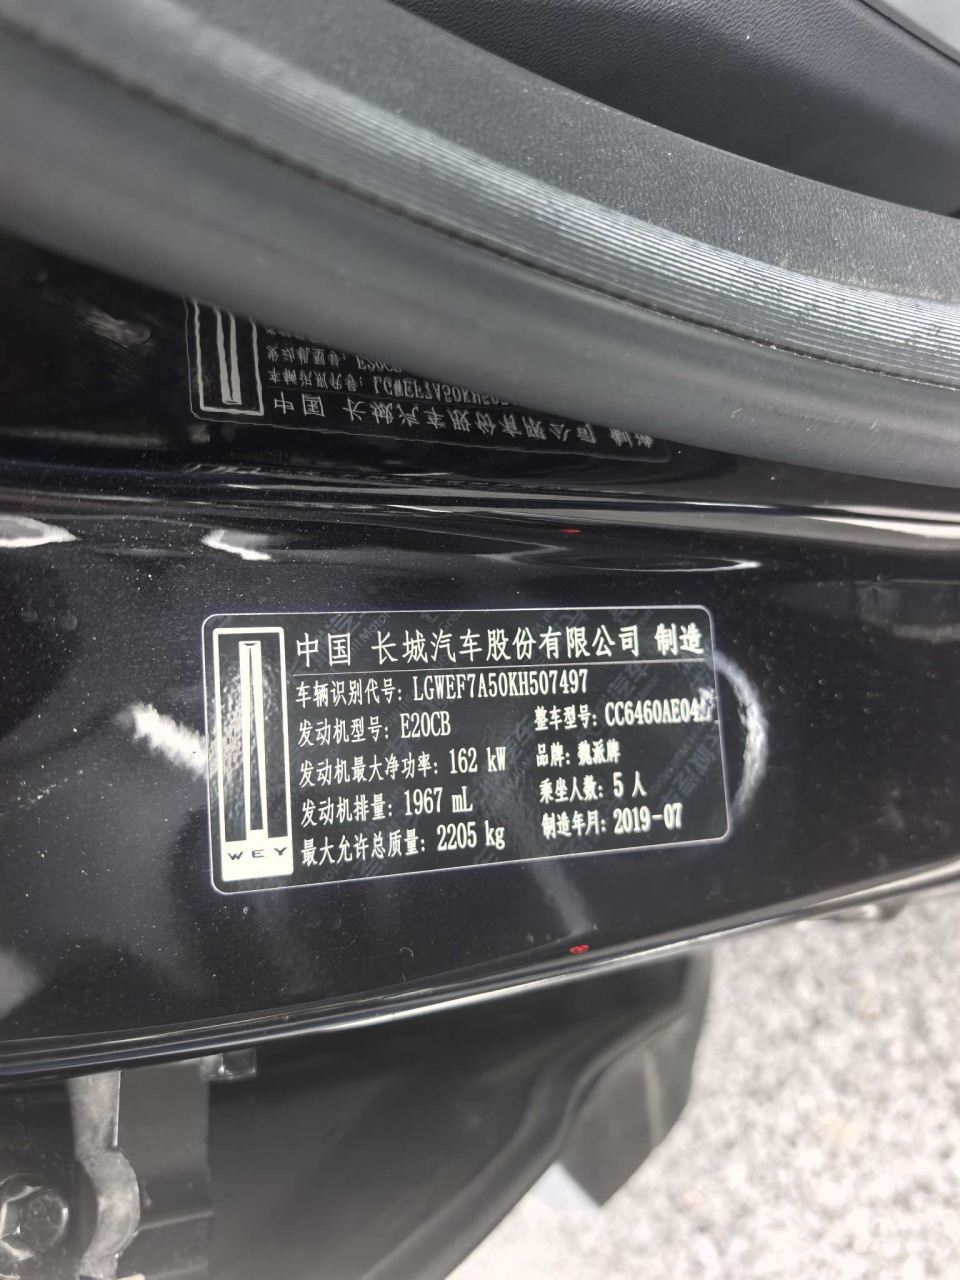 中国 长城汽车股份有限公司 制造
车辆识别代号: LGWEF7A50KH507497
发动机型号: E20CB 整车型号:
发动机最大净功率: 162 kW 品牌: 魏派牌
发动机排量: 1967 mL 乘坐人数: 5 人
最大允许总质量: 2205 kg 制造年月: 2019-07
WEY